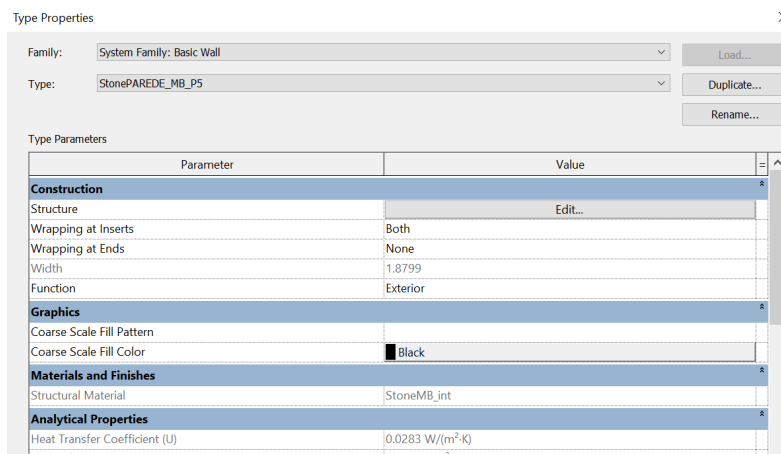 Type Properties
Family: System Family: Basic Wall Load...
Type: StonePAREDE_MB_P5 Duplicate...
Rename...
Type Parameters
Parameter Value =
Construction
Structure Edit...
Wrapping at Inserts Both
Wrapping at Ends None
Width 1.8799
Function Exterior
Graphics
Coarse Scale Fill Pattern
Coarse Scale Fill Color Black
Materials and Finishes
Structural Material StoneMB_int
Analytical Properties
Heat Transfer Coefficient (U) 0.0283 W/(m²·K)